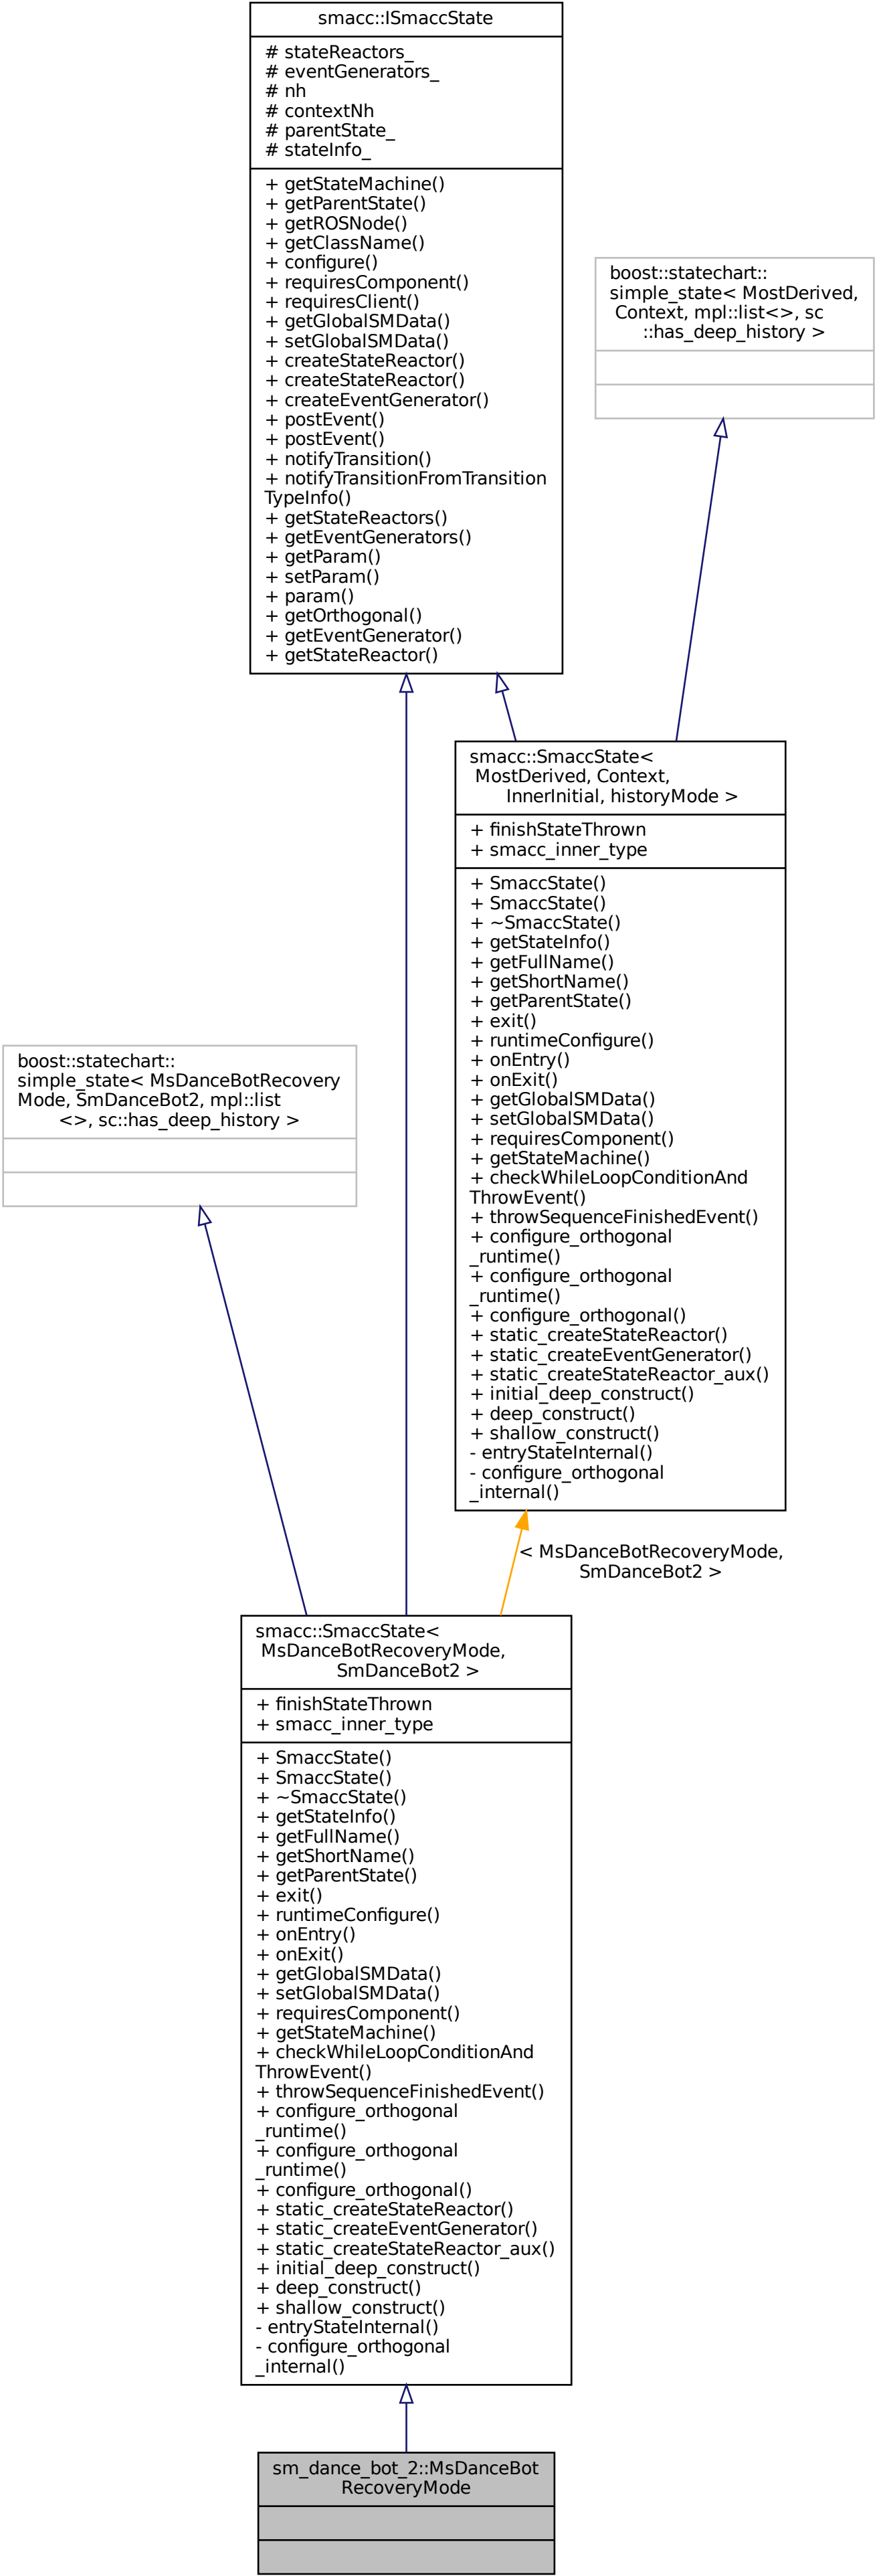 smacc::ISmaccState
# stateReactors_
# eventGenerators_
# nh
# contextNh
# parentState_
# stateInfo_
+ getStateMachine()
+ getParentState()
+ getROSNode()
+ getClassName()
+ configure()
+ requiresComponent()
+ requiresClient()
+ getGlobalSMData()
+ setGlobalSMData()
+ createStateReactor()
+ createStateReactor()
+ createEventGenerator()
+ postEvent()
+ postEvent()
+ notifyTransition()
+ notifyTransitionFromTransition
TypeInfo()
+ getStateReactors()
+ getEventGenerators()
+ getParam()
+ setParam()
+ param()
+ getOrthogonal()
+ getEventGenerator()
+ getStateReactor()
boost::statechart::
simple_state< MostDerived,
Context, mpl::list<>, sc
::has_deep_history >
smacc::SmaccState<
MostDerived, Context,
InnerInitial, historyMode >
+ finishStateThrown
+ smacc_inner_type
+ SmaccState()
+ SmaccState()
+ ~SmaccState()
+ getStateInfo()
+ getFullName()
+ getShortName()
+ getParentState()
+ exit()
+ runtimeConfigure()
+ onEntry()
+ onExit()
+ getGlobalSMData()
+ setGlobalSMData()
+ requiresComponent()
+ getStateMachine()
+ checkWhileLoopConditionAnd
ThrowEvent()
+ throwSequenceFinishedEvent()
+ configure_orthogonal
_runtime()
+ configure_orthogonal
_runtime()
+ configure_orthogonal()
+ static_createStateReactor()
+ static_createEventGenerator()
+ static_createStateReactor_aux()
+ initial_deep_construct()
+ deep_construct()
+ shallow_construct()
- entryStateInternal()
- configure_orthogonal
_internal()
boost::statechart::
simple_state< MsDanceBotRecovery
Mode, SmDanceBot2, mpl::list
<>, sc::has_deep_history >
< MsDanceBotRecoveryMode,
SmDanceBot2 >
smacc::SmaccState<
MsDanceBotRecoveryMode,
SmDanceBot2 >
+ finishStateThrown
+ smacc_inner_type
+ SmaccState()
+ SmaccState()
+ ~SmaccState()
+ getStateInfo()
+ getFullName()
+ getShortName()
+ getParentState()
+ exit()
+ runtimeConfigure()
+ onEntry()
+ onExit()
+ getGlobalSMData()
+ setGlobalSMData()
+ requiresComponent()
+ getStateMachine()
+ checkWhileLoopConditionAnd
ThrowEvent()
+ throwSequenceFinishedEvent()
+ configure_orthogonal
_runtime()
+ configure_orthogonal
_runtime()
+ configure_orthogonal()
+ static_createStateReactor()
+ static_createEventGenerator()
+ static_createStateReactor_aux()
+ initial_deep_construct()
+ deep_construct()
+ shallow_construct()
- entryStateInternal()
- configure_orthogonal
_internal()
sm_dance_bot_2::MsDanceBot
RecoveryMode